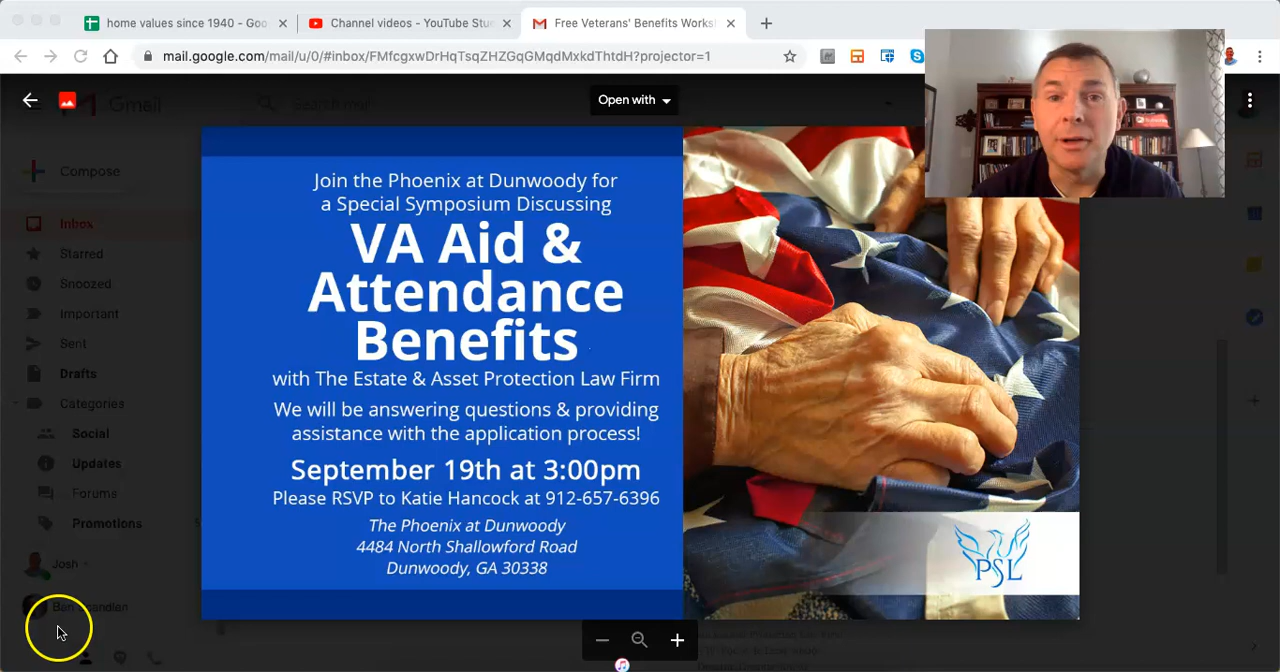 home values since 1940 - Goo
Channel videos - YouTube Stu
Free Veterans' Benefits Works
mail.google.com/mail/u/0/#inbox/FMfcgxwDrHqTsqZHZGqGMqdMxkdThtdH?projector=1
Gmail
Open with
Compose
Inbox
Starred
Snoozed
Important
Sent
Drafts
Categories
Social
Updates
Forums
Promotions
Josh
Join the Phoenix at Dunwoody for
a Special Symposium Discussing
VA Aid &
Attendance
Benefits
with The Estate & Asset Protection Law Firm
We will be answering questions & providing
assistance with the application process!
September 19th at 3:00pm
Please RSVP to Katie Hancock at 912-657-6396
The Phoenix at Dunwoody
4484 North Shallowford Road
Dunwoody, GA 30338
PSL